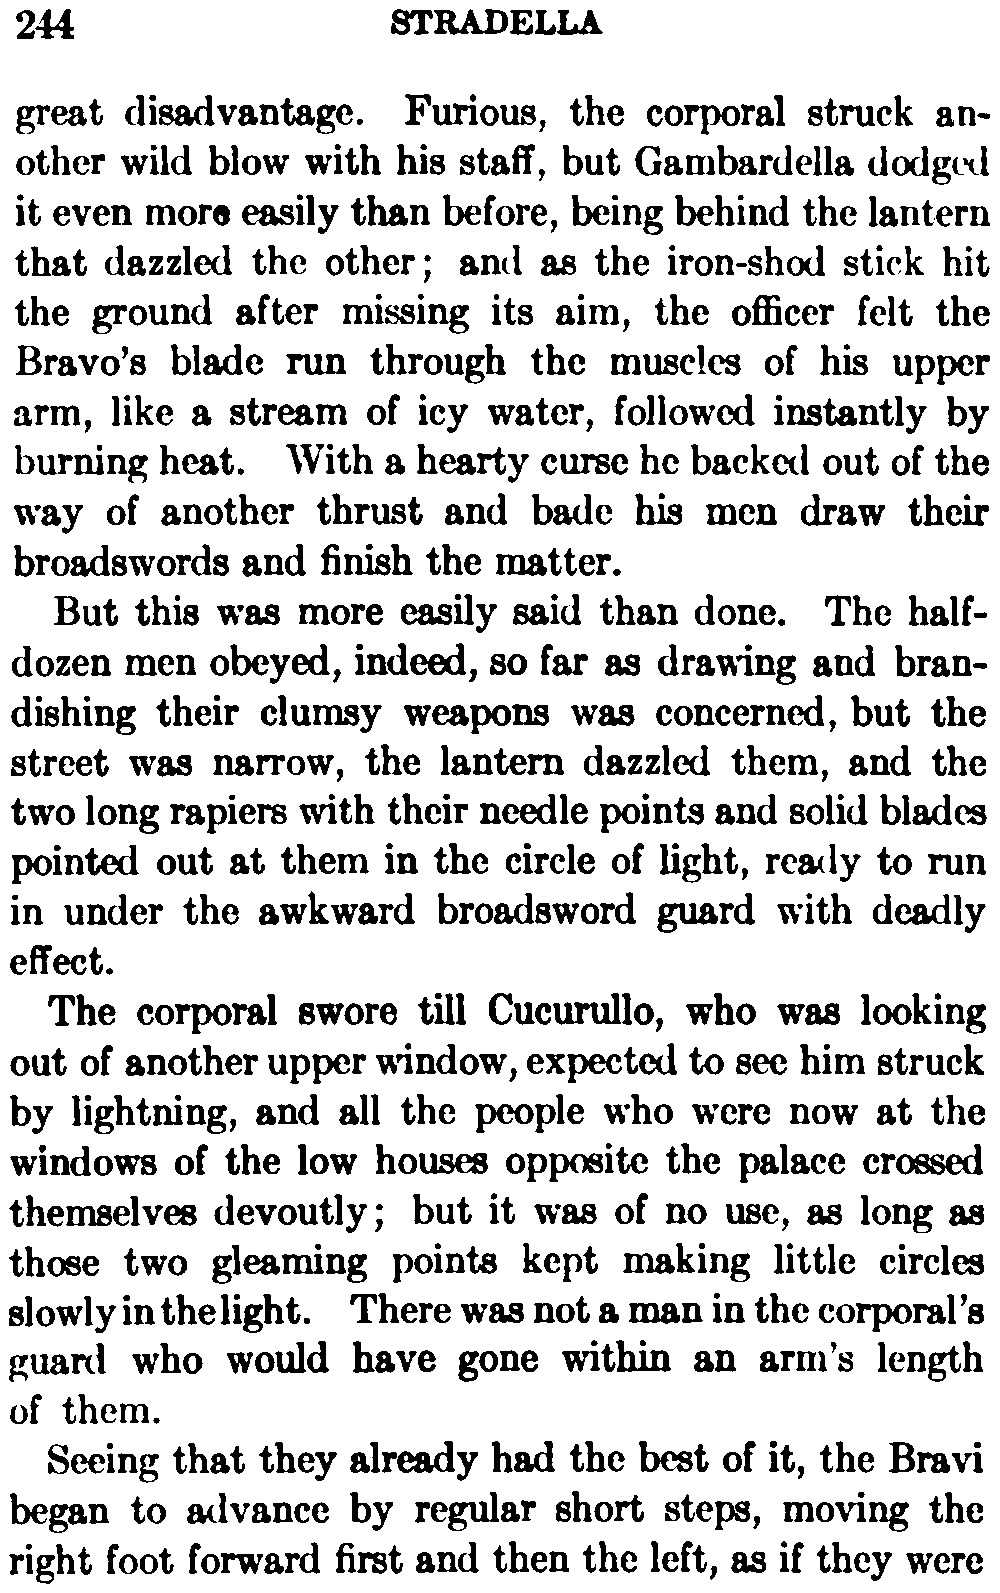 244 STRADELLA
great disadvantage. Furious, the corporal struck an-
other wild blow with his staff, but Gambardella dodged
it even more easily than before, being behind the lantern
that dazzled the other; and as the iron-shod stick hit
the ground after missing its aim, the officer felt the
Bravo's blade run through the muscles of his upper
arm, like a stream of icy water, followed instantly by
burning heat. With a hearty curse he backed out of the
way of another thrust and bade his men draw their
broadswords and finish the matter.
But this was more easily said than done. The half-
dozen men obeyed, indeed, so far as drawing and bran-
dishing their clumsy weapons was concerned, but the
street was narrow, the lantern dazzled them, and the
two long rapiers with their needle points and solid blades
pointed out at them in the circle of light, ready to run
in under the awkward broadsword guard with deadly
effect.
The corporal swore till Cucurullo, who was looking
out of another upper window, expected to see him struck
by lightning, and all the people who were now at the
windows of the low houses opposite the palace crossed
themselves devoutly; but it was of no use, as long as
those two gleaming points kept making little circles
slowly in the light. There was not a man in the corporal's
guard who would have gone within an arm's length
of them.
Seeing that they already had the best of it, the Bravi
began to advance by regular short steps, moving the
right foot forward first and then the left, as if they were